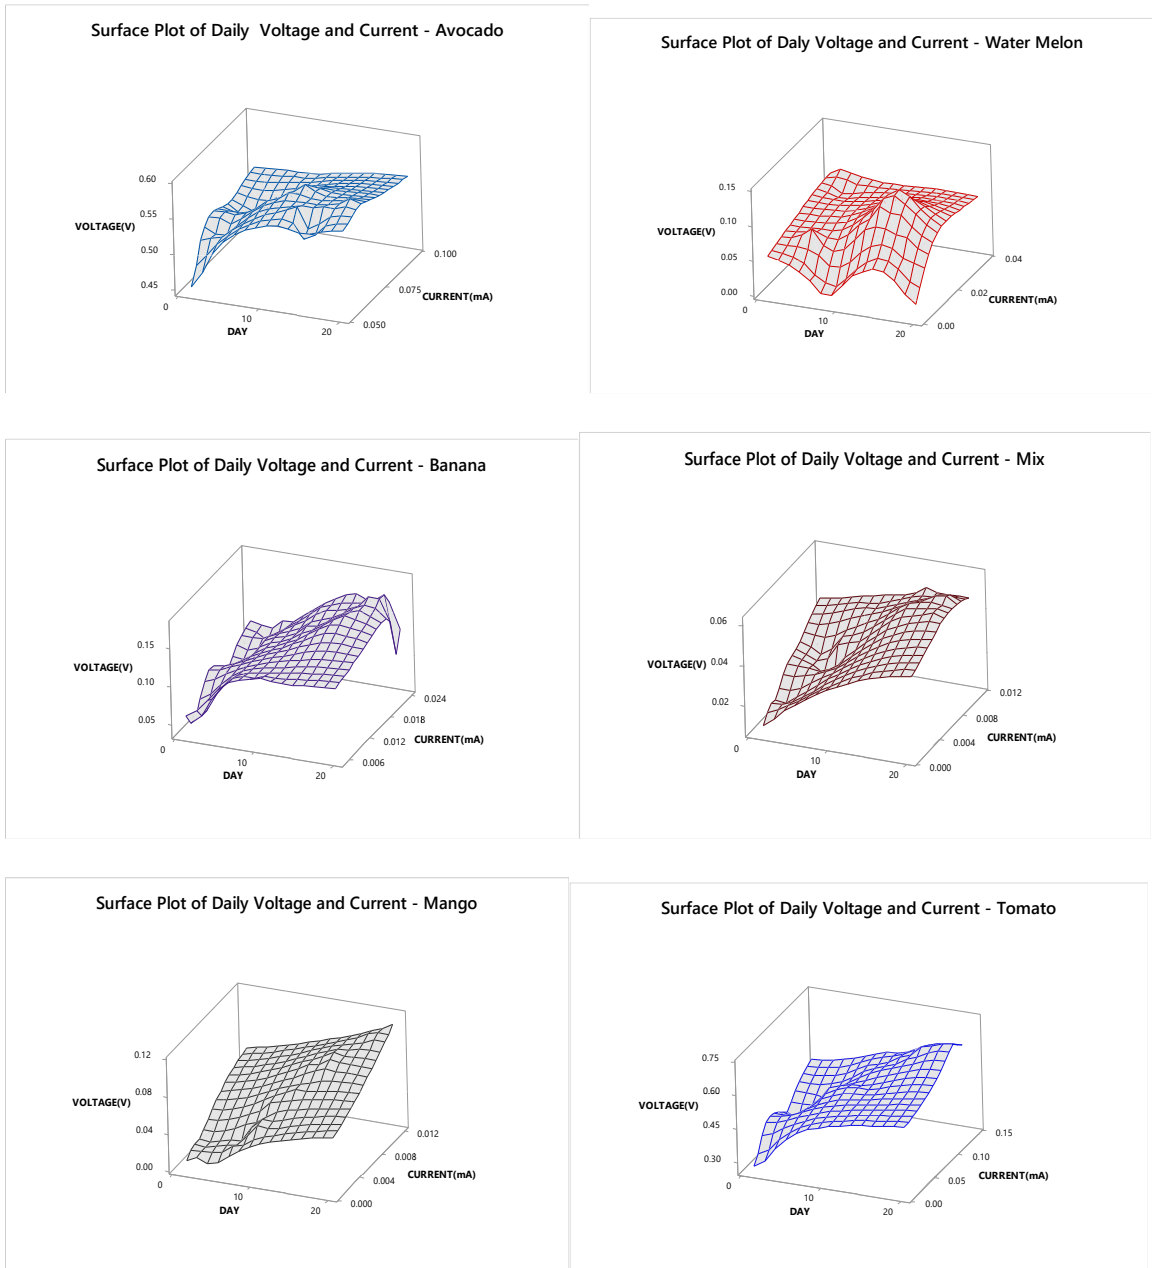 Surface Plot of Daily Voltage and Current - Avocado
0.60
0.55
VOLTAGE(V)
0.50
0.45
0
10
20
DAY
0.050
0.075
0.100
CURRENT(mA)
Surface Plot of Daly Voltage and Current - Water Melon
0.15
0.10
VOLTAGE(V)
0.05
0.00
0
10
20
DAY
0.00
0.02
0.04
CURRENT(mA)
Surface Plot of Daily Voltage and Current - Banana
0.15
VOLTAGE(V)
0.10
0.05
0
10
20
DAY
0.006
0.012
0.018
0.024
CURRENT(mA)
Surface Plot of Daily Voltage and Current - Mix
0.06
VOLTAGE(V)
0.04
0.02
0
10
20
DAY
0.000
0.004
0.008
0.012
CURRENT(mA)
Surface Plot of Daily Voltage and Current - Mango
0.12
0.08
VOLTAGE(V)
0.04
0.00
0
10
20
DAY
0.000
0.004
0.008
0.012
CURRENT(mA)
Surface Plot of Daily Voltage and Current - Tomato
0.75
0.60
VOLTAGE(V)
0.45
0.30
0
10
20
DAY
0.00
0.05
0.10
0.15
CURRENT(mA)